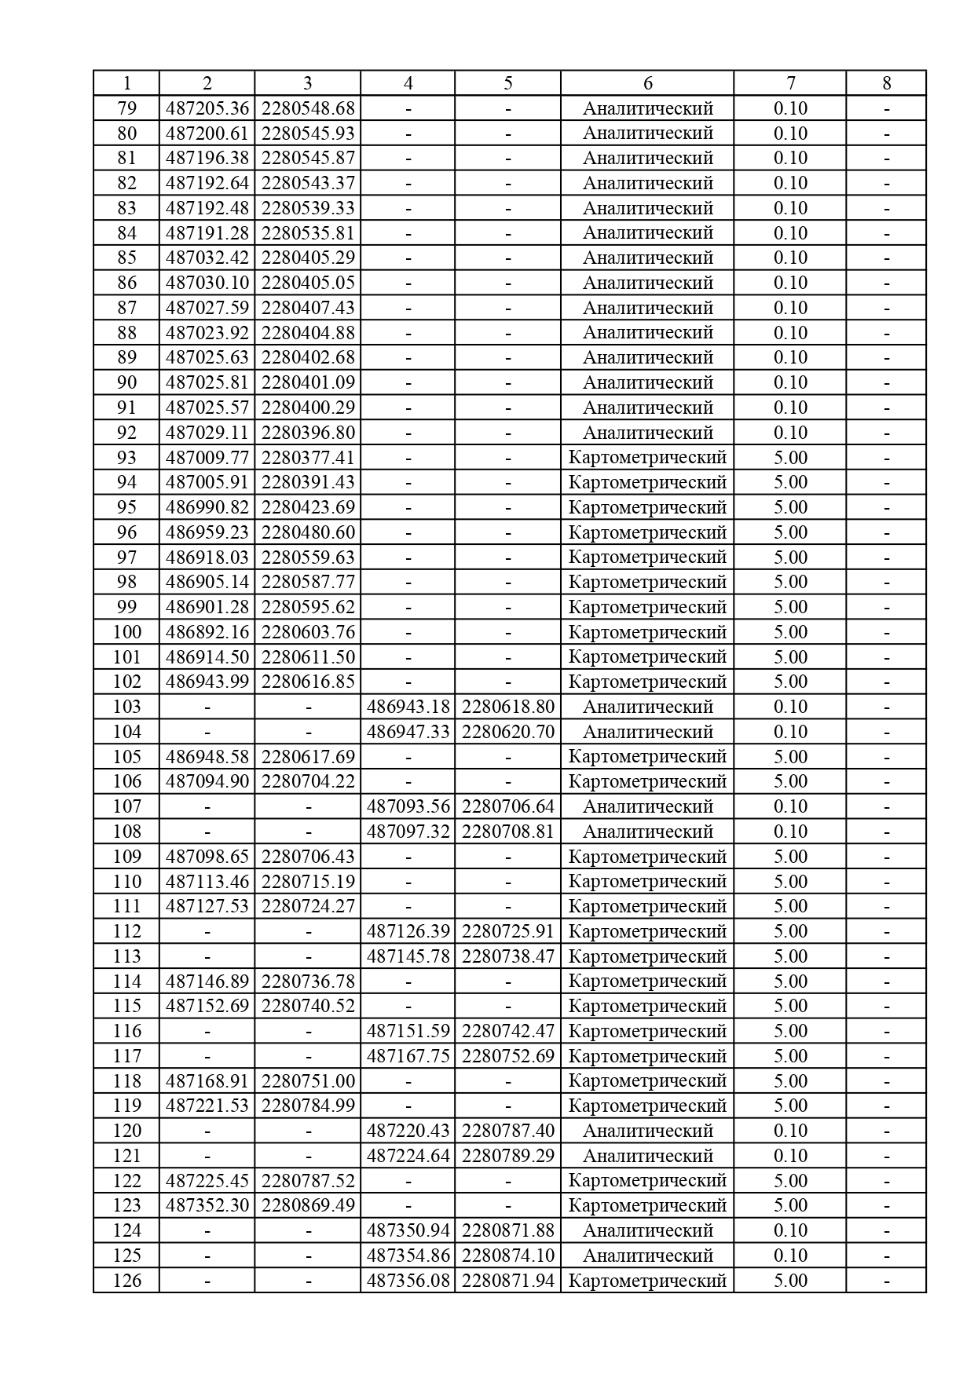 1 2 3 4 5 6 7 8
79 487205.36 2280548.68 - - Аналитический 0.10 -
80 487200.61 2280545.93 - - Аналитический 0.10 -
81 487196.38 2280545.87 - - Аналитический 0.10 -
82 487192.64 2280543.37 - - Аналитический 0.10 -
83 487192.48 2280539.33 - - Аналитический 0.10 -
84 487191.28 2280535.81 - - Аналитический 0.10 -
85 487032.42 2280405.29 - - Аналитический 0.10 -
86 487030.10 2280405.05 - - Аналитический 0.10 -
87 487027.59 2280407.43 - - Аналитический 0.10 -
88 487023.92 2280404.88 - - Аналитический 0.10 -
89 487025.63 2280402.68 - - Аналитический 0.10 -
90 487025.81 2280401.09 - - Аналитический 0.10 -
91 487025.57 2280400.29 - - Аналитический 0.10 -
92 487029.11 2280396.80 - - Аналитический 0.10 -
93 487009.77 2280377.41 - - Картометрический 5.00 -
94 487005.91 2280391.43 - - Картометрический 5.00 -
95 486990.82 2280423.69 - - Картометрический 5.00 -
96 486959.23 2280480.60 - - Картометрический 5.00 -
97 486918.03 2280559.63 - - Картометрический 5.00 -
98 486905.14 2280587.77 - - Картометрический 5.00 -
99 486901.28 2280595.62 - - Картометрический 5.00 -
100 486892.16 2280603.76 - - Картометрический 5.00 -
101 486914.50 2280611.50 - - Картометрический 5.00 -
102 486943.99 2280616.85 - - Картометрический 5.00 -
103 - - 486943.18 2280618.80 Аналитический 0.10 -
104 - - 486947.33 2280620.70 Аналитический 0.10 -
105 486948.58 2280617.69 - - Картометрический 5.00 -
106 487094.90 2280704.22 - - Картометрический 5.00 -
107 - - 487093.56 2280706.64 Аналитический 0.10 -
108 - - 487097.32 2280708.81 Аналитический 0.10 -
109 487098.65 2280706.43 - - Картометрический 5.00 -
110 487113.46 2280715.19 - - Картометрический 5.00 -
111 487127.53 2280724.27 - - Картометрический 5.00 -
112 - - 487126.39 2280725.91 Картометрический 5.00 -
113 - - 487145.78 2280738.47 Картометрический 5.00 -
114 487146.89 2280736.78 - - Картометрический 5.00 -
115 487152.69 2280740.52 - - Картометрический 5.00 -
116 - - 487151.59 2280742.47 Картометрический 5.00 -
117 - - 487167.75 2280752.69 Картометрический 5.00 -
118 487168.91 2280751.00 - - Картометрический 5.00 -
119 487221.53 2280784.99 - - Картометрический 5.00 -
120 - - 487220.43 2280787.40 Аналитический 0.10 -
121 - - 487224.64 2280789.29 Аналитический 0.10 -
122 487225.45 2280787.52 - - Картометрический 5.00 -
123 487352.30 2280869.49 - - Картометрический 5.00 -
124 - - 487350.94 2280871.88 Аналитический 0.10 -
125 - - 487354.86 2280874.10 Аналитический 0.10 -
126 - - 487356.08 2280871.94 Картометрический 5.00 -